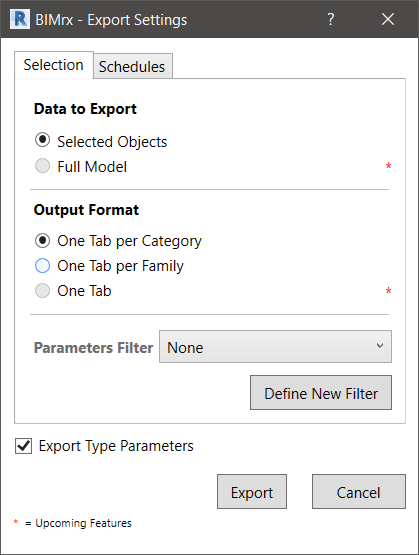 BIMrx - Export Settings ? ×
Selection Schedules
Data to Export
Selected Objects
Full Model *
Output Format
One Tab per Category
One Tab per Family
One Tab *
Parameters Filter None
Define New Filter
Export Type Parameters
Export Cancel
* = Upcoming Features